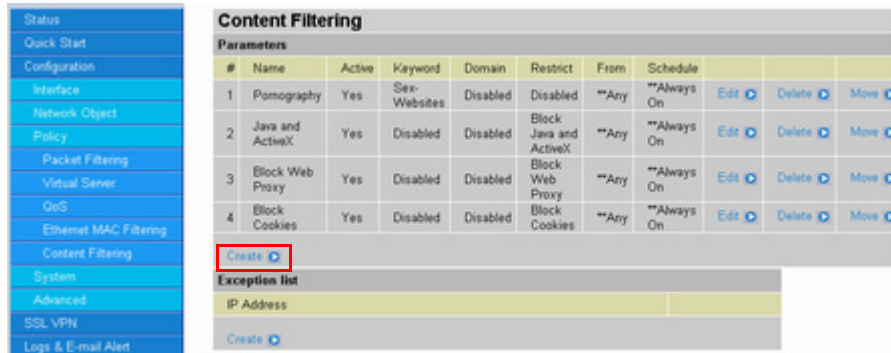 Status
Quick Start
Configuration
Interface
Network Object
Policy
Packet Filtering
Virtual Server
QoS
Ethernet MAC Filtering
Content Filtering
System
Advanced
SSL VPN
Logs & E-mail Alert
Content Filtering
Parameters
# Name Active Keyword Domain Restrict From Schedule
1 Pornography Yes Sex-Websites Disabled Disabled **Any **Always On Edit Delete Move
2 Java and ActiveX Yes Disabled Disabled Block Java and ActiveX **Any **Always On Edit Delete Move
3 Block Web Proxy Yes Disabled Disabled Block Web Proxy **Any **Always On Edit Delete Move
4 Block Cookies Yes Disabled Disabled Block Cookies **Any **Always On Edit Delete Move
Create
Exception list
IP Address
Create